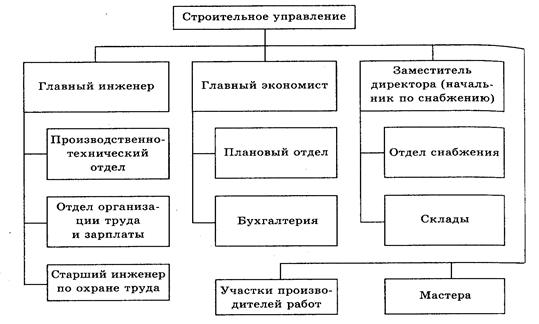 Строительное управление
Главный инженер
Главный экономист
Заместитель
директора (началь-
ник по снабжению)
Производственно-
технический
отдел
Плановый отдел
Отдел снабжения
Отдел организа-
ции труда
и зарплаты
Бухгалтерия
Склады
Старший инженер
по охране труда
Участки произво-
дителей работ
Мастера